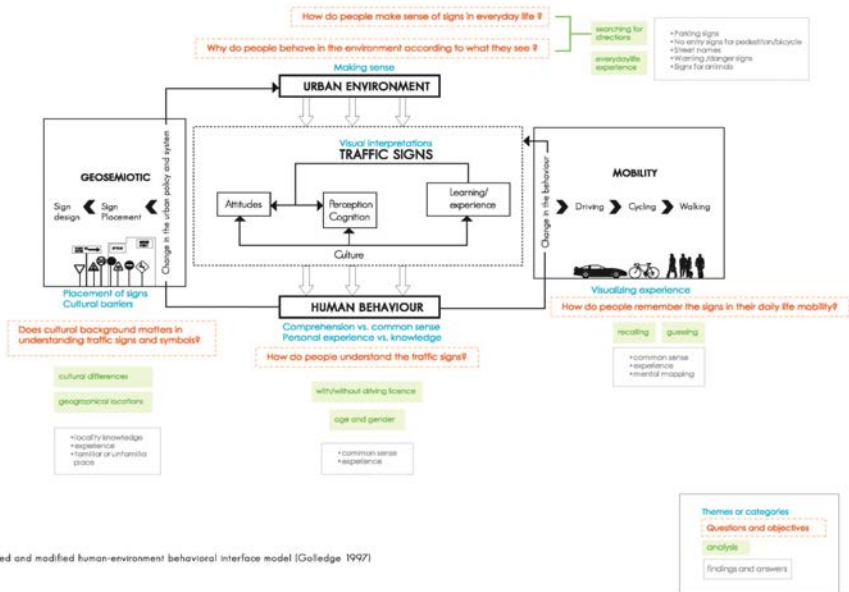 How do people make sense of signs in everyday life ?
Why do people behave in the environment according to what they see ?
searching for
directions
everydaylife
experience
•Parking signs
•No entry signs for pedestrian/bicycle
•Street names
•Warning /danger signs
•Signs for animals
Making sense
URBAN ENVIRONMENT
Change in the urban policy and system
GEOSEMIOTIC
Sign
design
Sign
Placement
Placement of signs
Cultural barriers
Visual interpretations
TRAFFIC SIGNS
Attitudes
Perception
Cognition
Learning/
experience
Culture
Change in the behaviour
MOBILITY
Driving
Cycling
Walking
Visualizing experience
HUMAN BEHAVIOUR
Comprehension vs. common sense
Personal experience vs. knowledge
How do people remember the signs in their daily life mobility?
recalling
guessing
•common sense
•experience
•mental mapping
Does cultural background matters in
understanding traffic signs and symbols?
cultural differences
geographical locations
•locality knowledge
•experience
•familiar or unfamilia
place
How do people understand the traffic signs?
with/without driving licence
age and gender
•common sense
•experience
ed and modified human-environment behavioral interface model (Golledge 1997)
Themes or categories
Questions and objectives
analysis
findings and answers